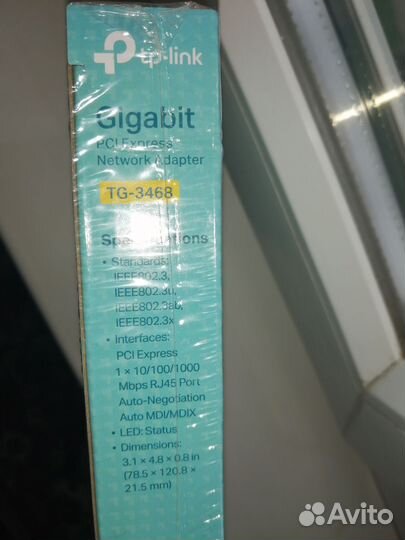 tp-link
Gigabit
PCI Express
Network Adapter
TG-3468
Specifications
• Standards:
IEEE802.3,
IEEE802.3u,
IEEE802.3ab,
IEEE802.3x
• Interfaces:
PCI Express
1 × 10/100/1000
Mbps RJ45 Port
Auto-Negotiation
Auto MDI/MDIX
• LED: Status
• Dimensions:
3.1 × 4.8 × 0.8 in
(78.5 × 120.8 ×
21.5 mm)
Avito